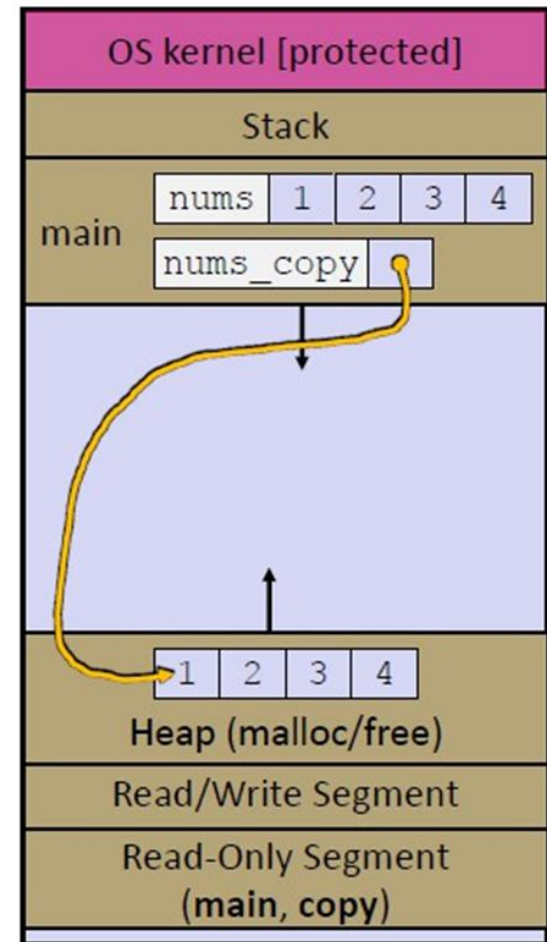 OS kernel [protected]
Stack
main
nums 1 2 3 4
nums_copy
1 2 3 4
Heap (malloc/free)
Read/Write Segment
Read-Only Segment
(main, copy)